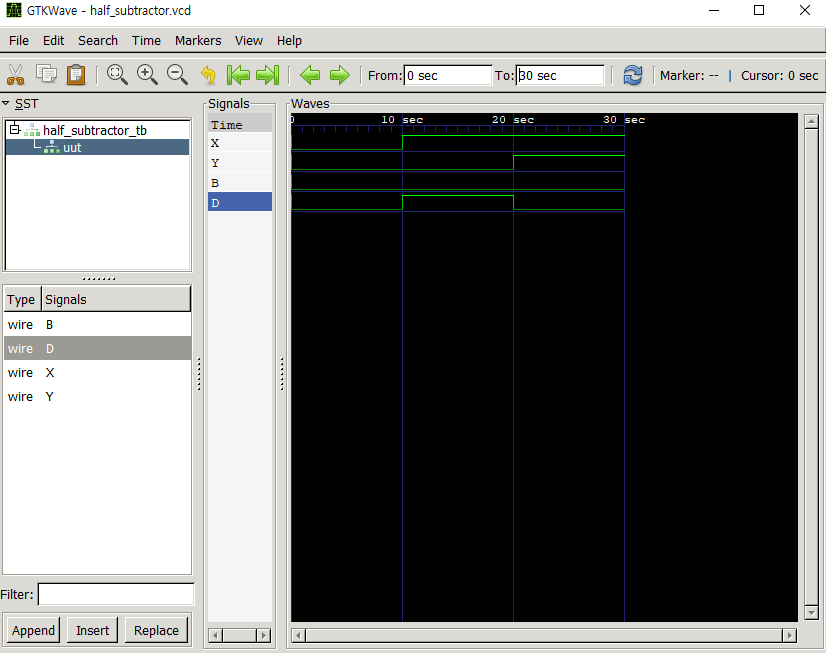 GTKWave - half_subtractor.vcd
File Edit Search Time Markers View Help
From: 0 sec To: 30 sec Marker: -- | Cursor: 0 sec
SST
half_subtractor_tb
uut
Type Signals
wire B
wire D
wire X
wire Y
Filter:
Append Insert Replace
Signals
Time
X
Y
B
D
Waves
0 10 sec 20 sec 30 sec